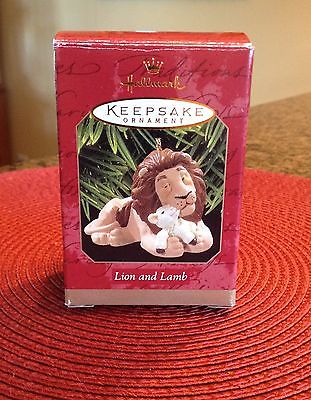 Hallmark
KEEPSAKE
ORNAMENT
Lion and Lamb